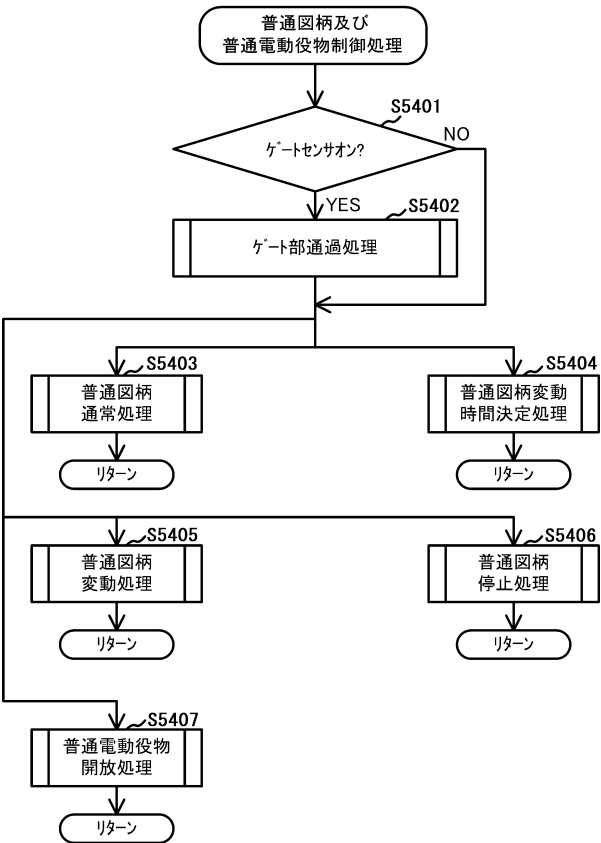 普通図柄及び
普通電動役物制御処理
S5401
ｹﾞｰﾄセンサオン?
NO
YES
S5402
ｹﾞｰﾄ部通過処理
S5403
普通図柄
通常処理
リターン
S5404
普通図柄変動
時間決定処理
リターン
S5405
普通図柄
変動処理
リターン
S5406
普通図柄
停止処理
リターン
S5407
普通電動役物
開放処理
リターン